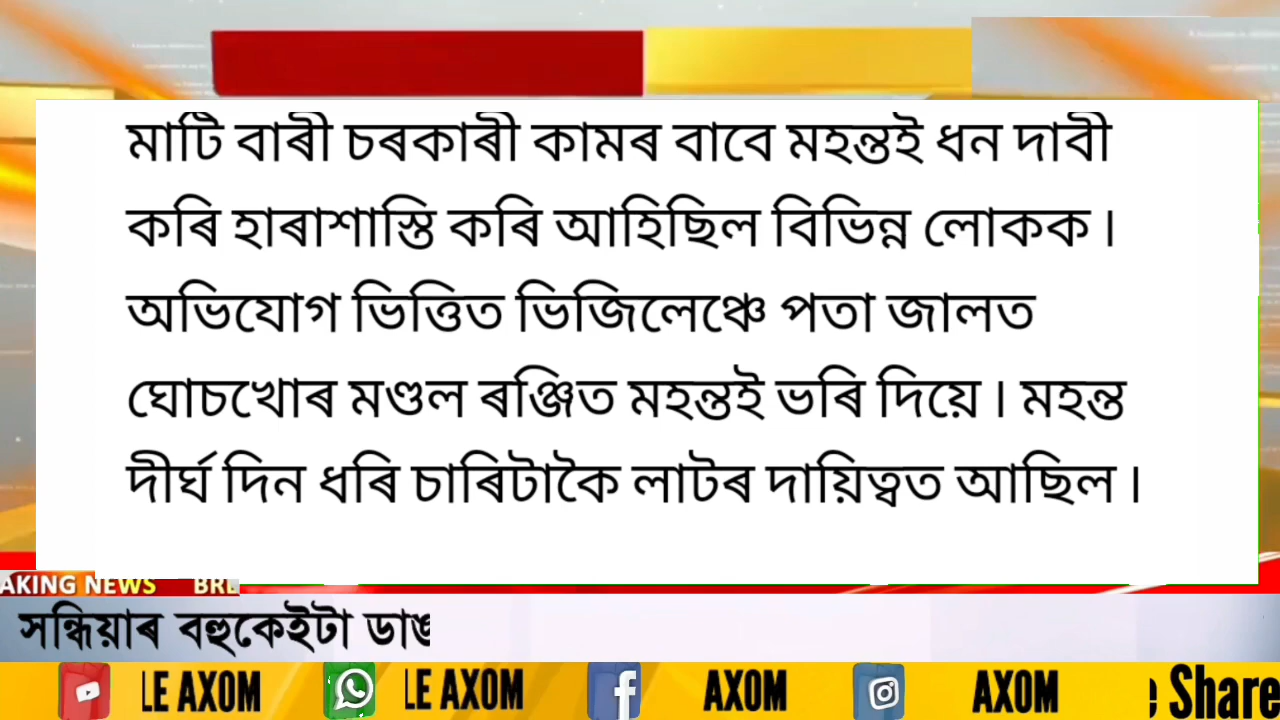 মাটি বাৰী চৰকাৰী কামৰ বাবে মহন্তই ধন দাবী
কৰি হাৰাশাস্তি কৰি আহিছিল বিভিন্ন লোকক ।
অভিযোগ ভিত্তিত ভিজিলেঞ্চে পতা জালত
ঘোচখোৰ মণ্ডল ৰঞ্জিত মহন্তই ভৰি দিয়ে । মহন্ত
দীৰ্ঘ দিন ধৰি চাৰিটাকৈ লাটৰ দায়িত্বত আছিল ।
AKING NEWS
সন্ধিয়াৰ বহুকেইটা
LE AXOM LE AXOM AXOM AXOM Share